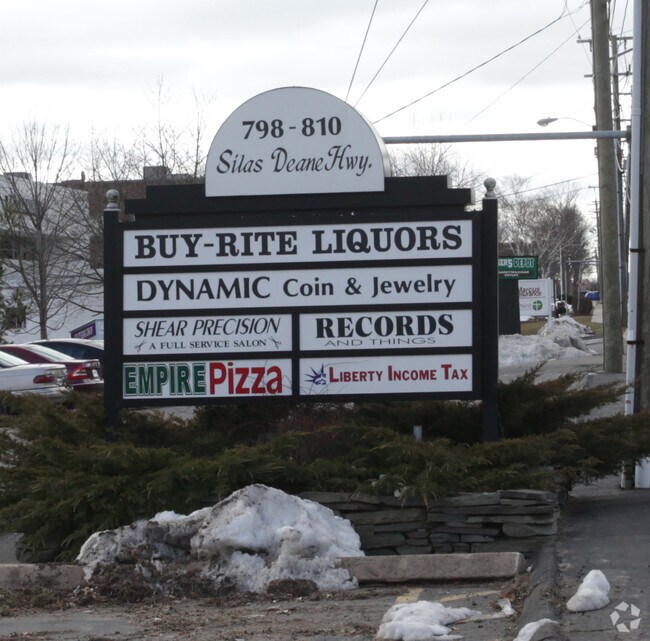 798 - 810
Silas Deane Hwy.
BUY-RITE LIQUORS
DYNAMIC Coin & Jewelry
SHEAR PRECISION
A FULL SERVICE SALON
RECORDS
AND THINGS
EMPIRE Pizza
LIBERTY INCOME TAX
DEPOT